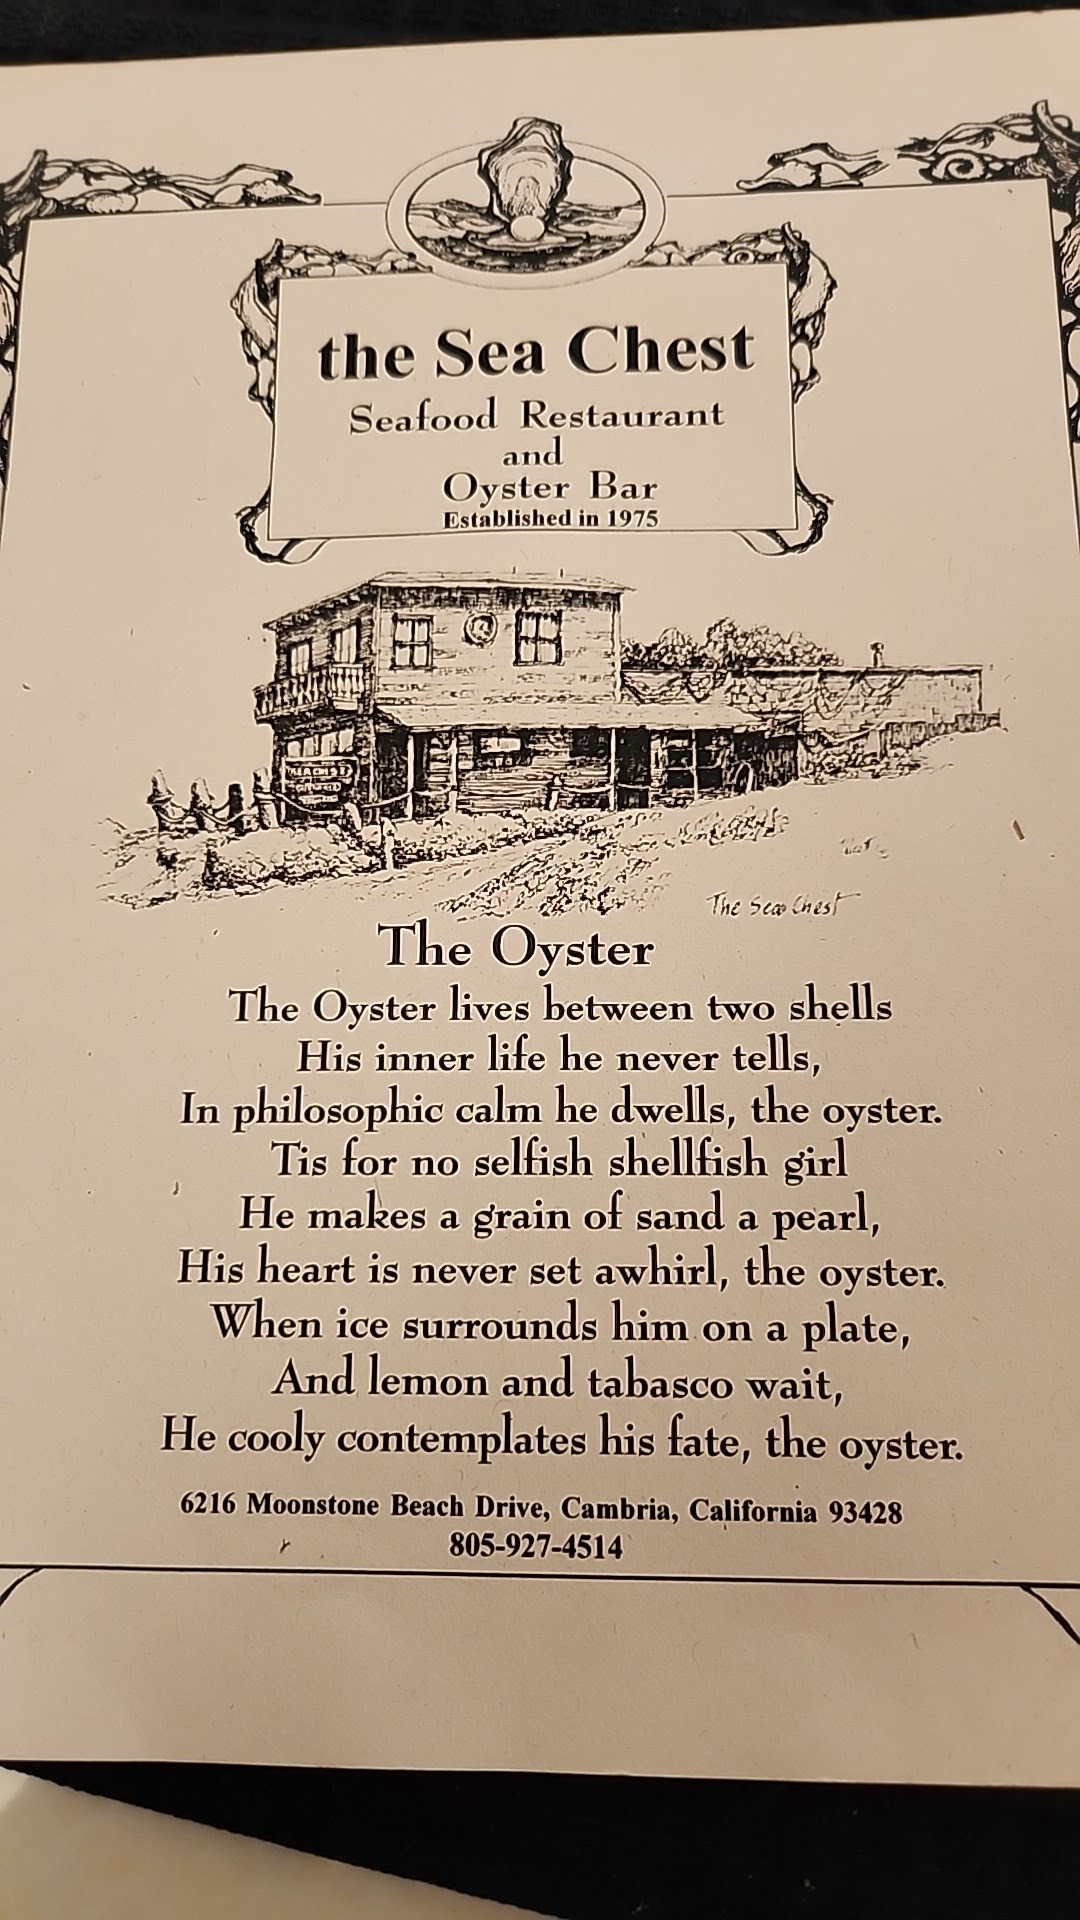 the Sea Chest
Seafood Restaurant
and
Oyster Bar
Established in 1975
The Sea Chest
The Oyster
The Oyster lives between two shells
His inner life he never tells,
In philosophic calm he dwells, the oyster.
Tis for no selfish shellfish girl
He makes a grain of sand a pearl,
His heart is never set awhirl, the oyster.
When ice surrounds him on a plate,
And lemon and tabasco wait,
He cooly contemplates his fate, the oyster.
6216 Moonstone Beach Drive, Cambria, California 93428
805-927-4514